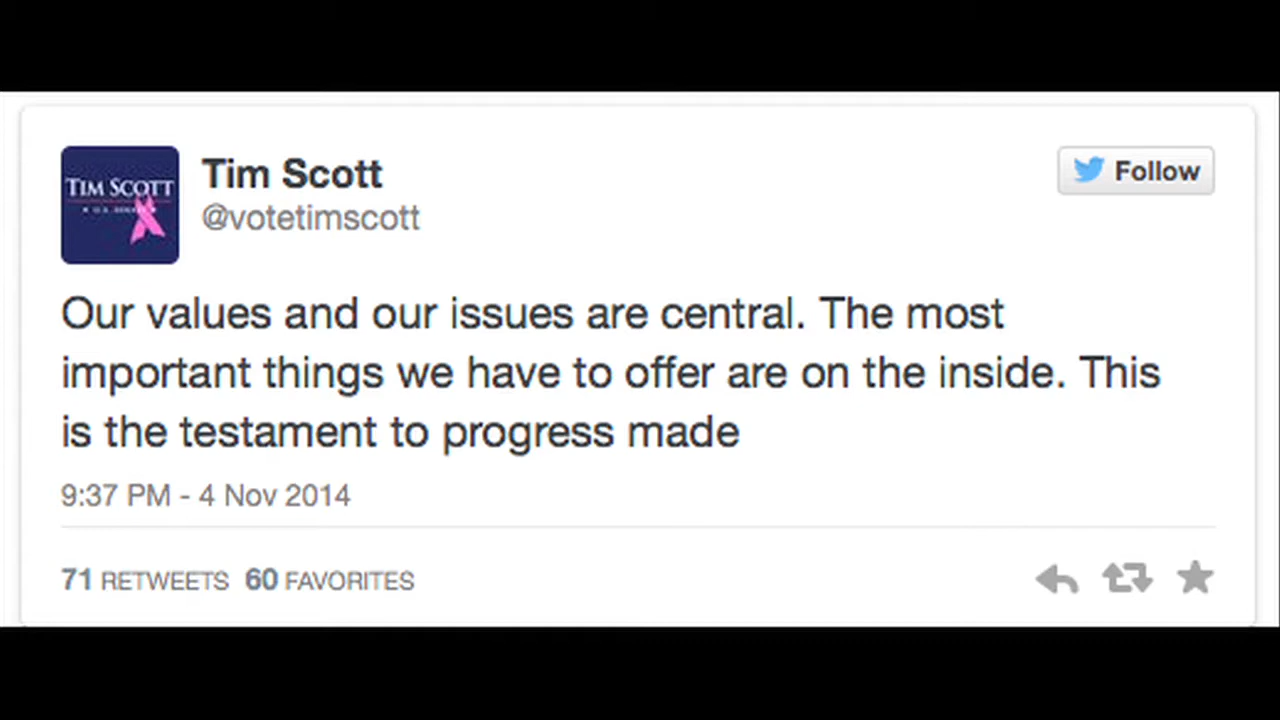 TIM SCOTT
Tim Scott
@votetimscott
Follow
Our values and our issues are central. The most
important things we have to offer are on the inside. This
is the testament to progress made
9:37 PM - 4 Nov 2014
71 RETWEETS 60 FAVORITES